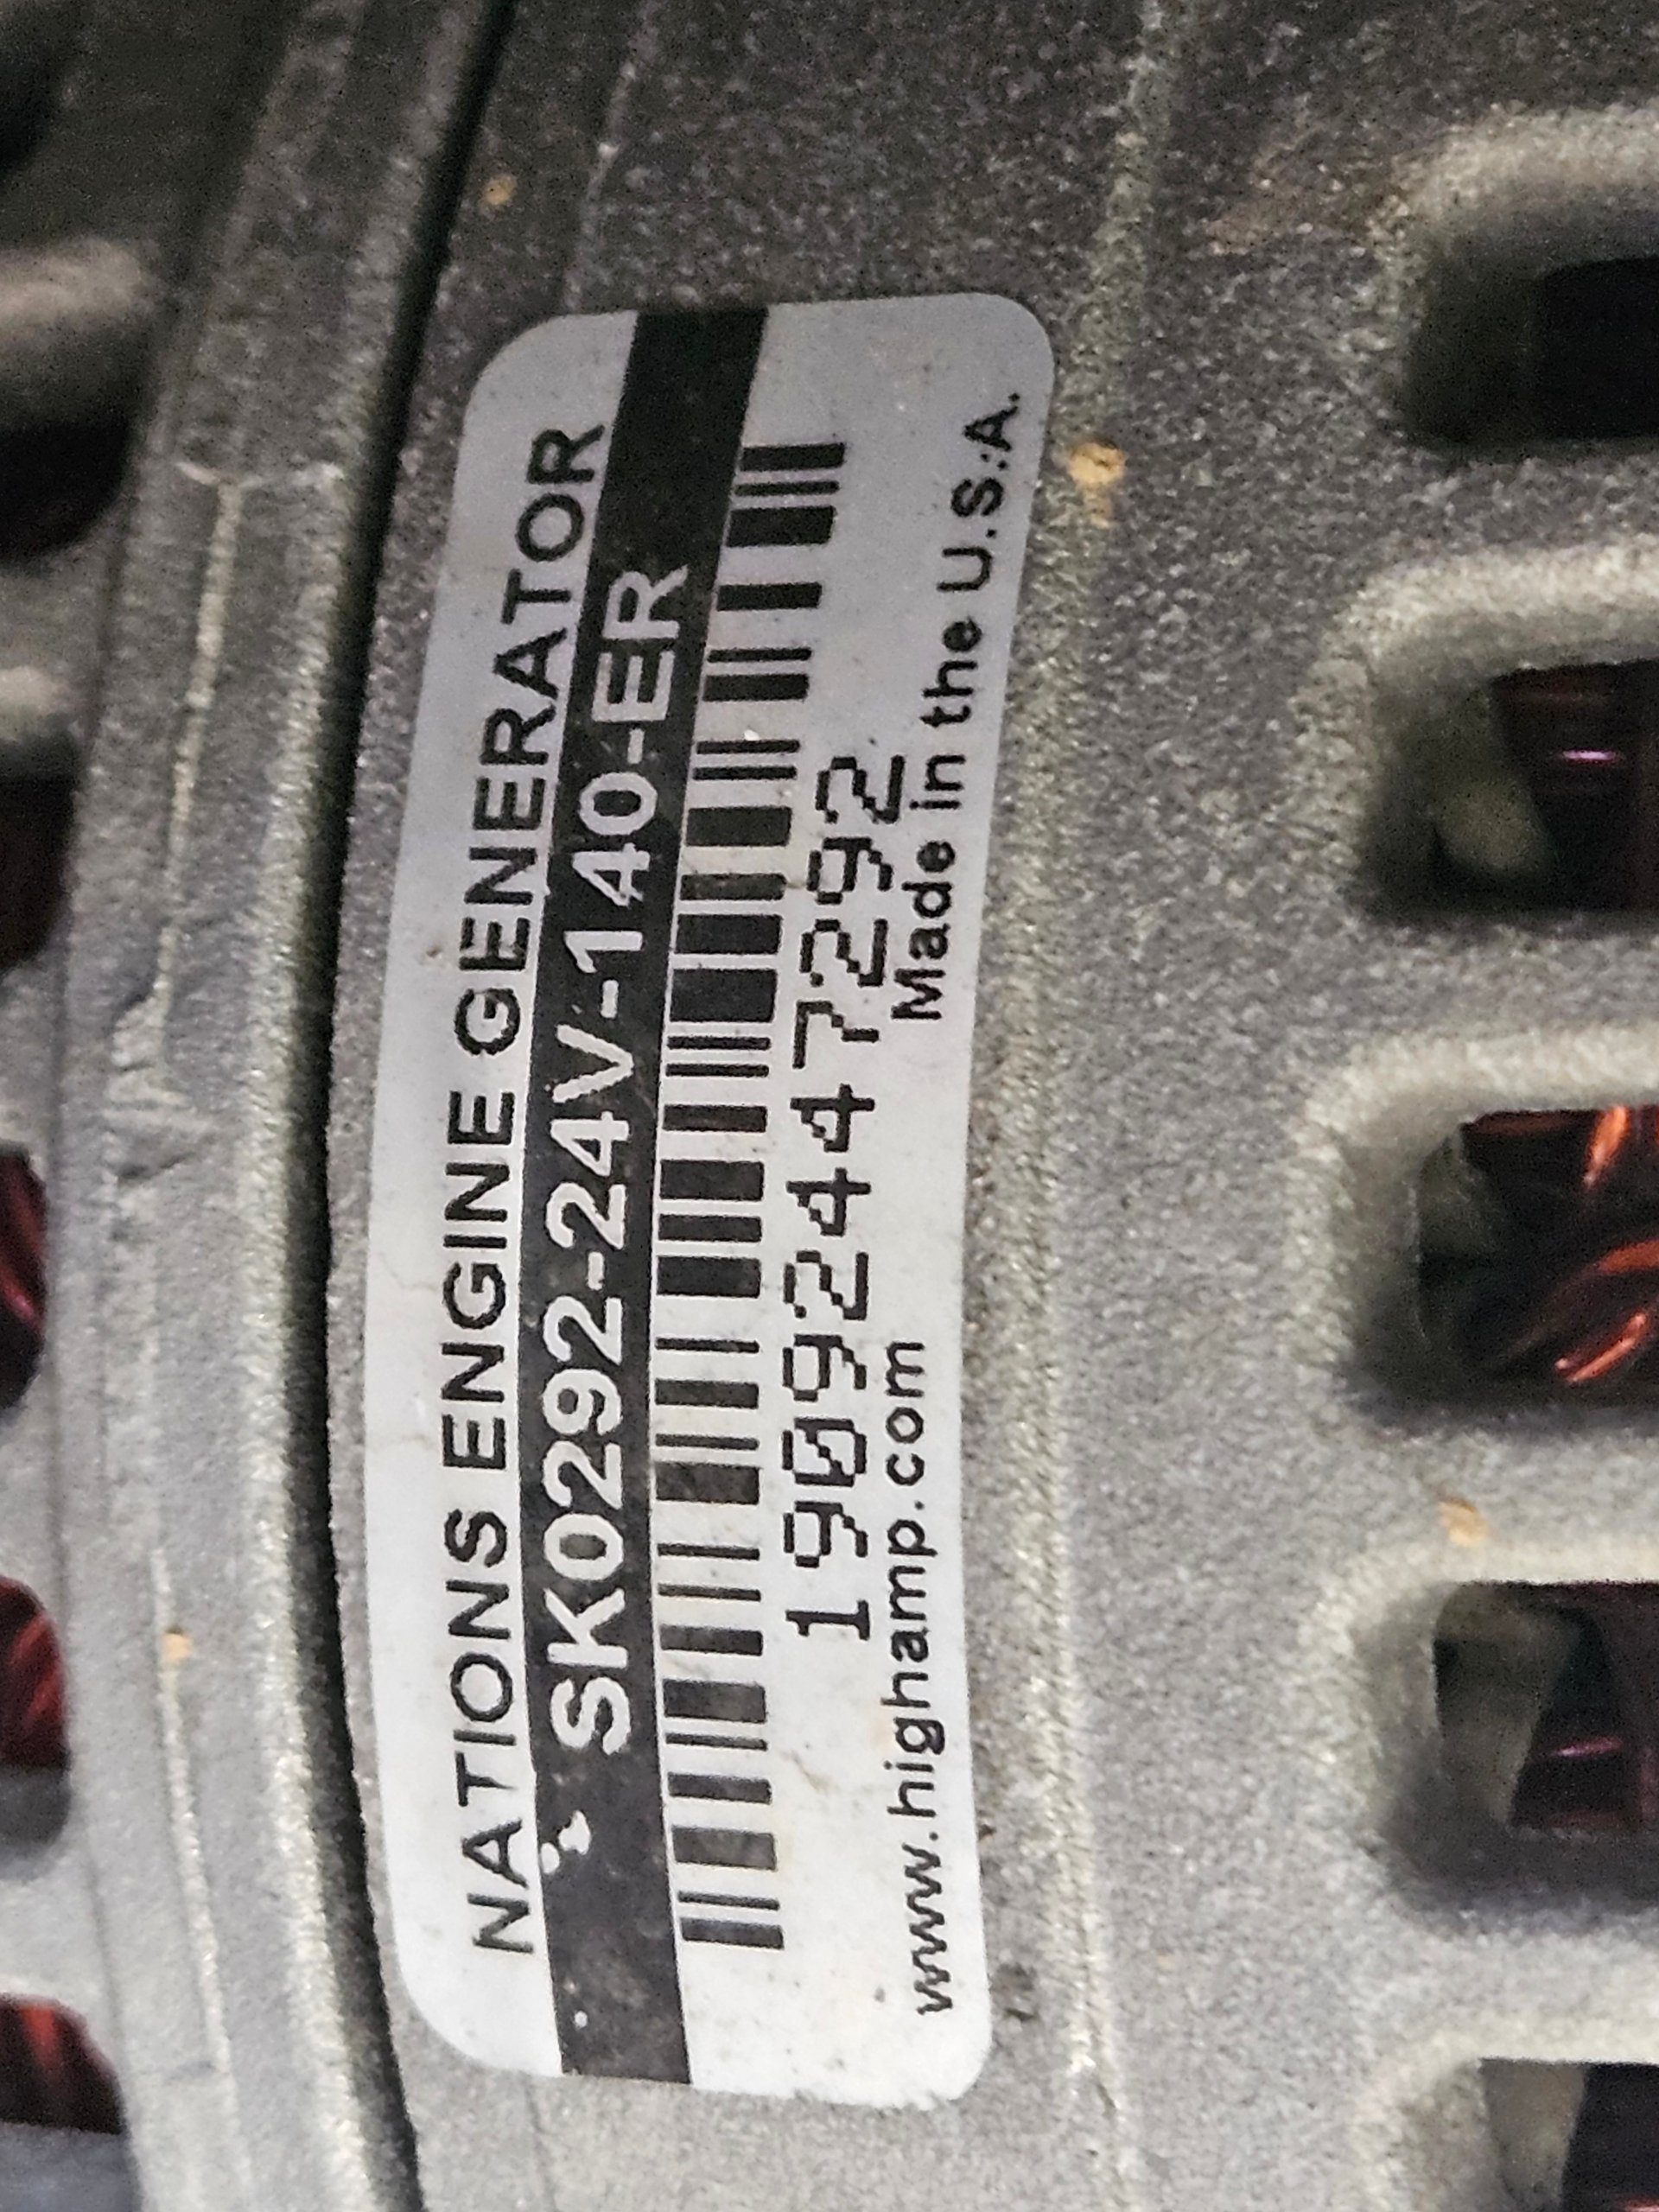 NATIONS ENGINE GENERATOR
SK0292-24V-140-ER
19092447292
www.highamp.com Made in the U.S.A.